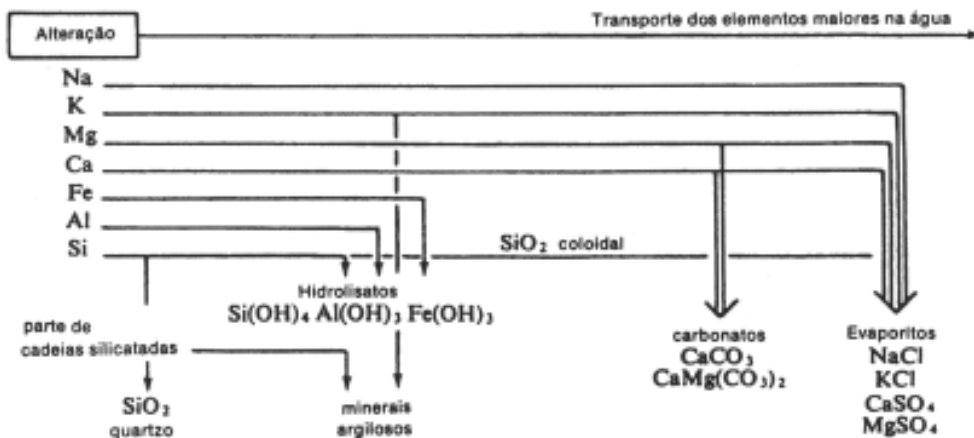 Alteração
Transporte dos elementos maiores na água
Na
K
Mg
Ca
Fe
Al
Si
SiO₂ coloidal
Hidrolisatos
Si(OH)₄ Al(OH)₃ Fe(OH)₃
parte de
cadeias silicatadas
carbonatos
CaCO₃
CaMg(CO₃)₂
Evaporitos
NaCl
KCl
CaSO₄
MgSO₄
SiO₂
quartzo
minerais
argilosos